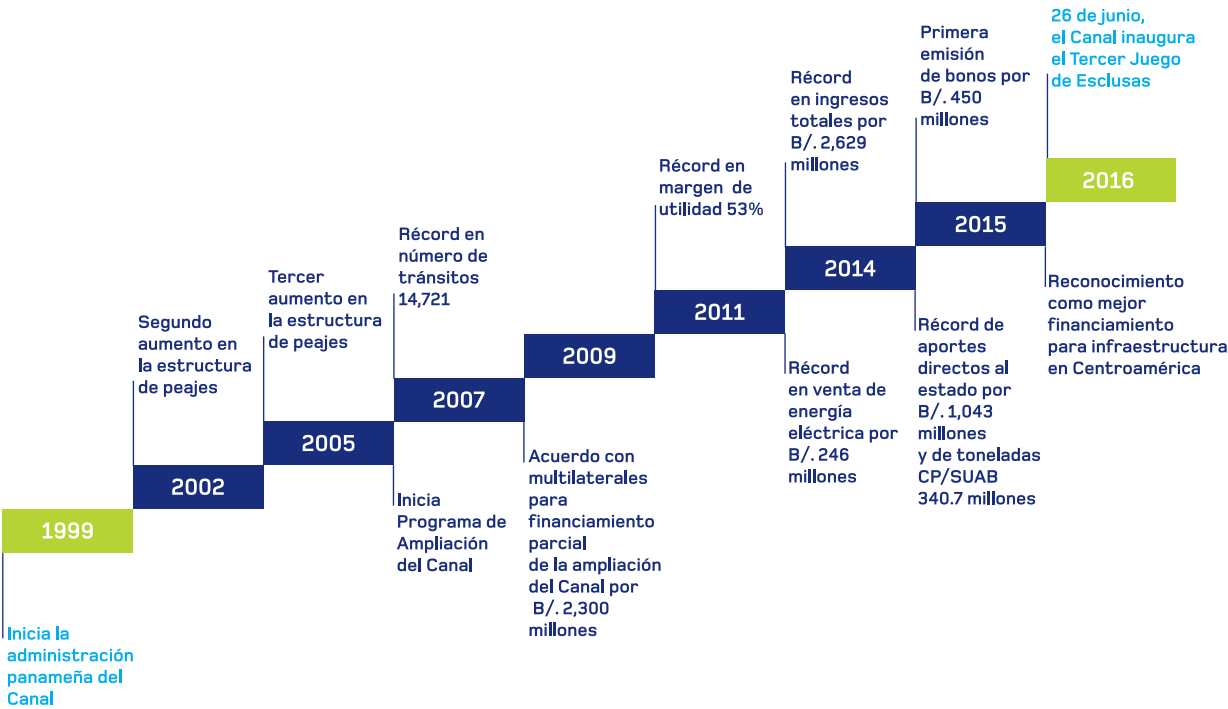 1999
Inicia la
administración
panameña del
Canal
Segundo
aumento en
la estructura
de peajes
2002
Tercer
aumento en
la estructura
de peajes
2005
Récord en
número de
tránsitos
14,721
2007
Inicia
Programa de
Ampliación
del Canal
2009
Acuerdo con
multilaterales
para
financiamiento
parcial
de la ampliación
del Canal por
B/. 2,300
millones
Récord en
margen de
utilidad 53%
2011
Récord
en ingresos
totales por
B/. 2,629
millones
2014
Récord
en venta de
energía
eléctrica por
B/. 246
millones
Primera
emisión
de bonos por
B/. 450
millones
2015
Récord de
aportes
directos al
estado por
B/. 1,043
millones
y de toneladas
CP/SUAB
340.7 millones
26 de junio,
el Canal inaugura
el Tercer Juego
de Esclusas
2016
Reconocimiento
como mejor
financiamiento
para infraestructura
en Centroamérica